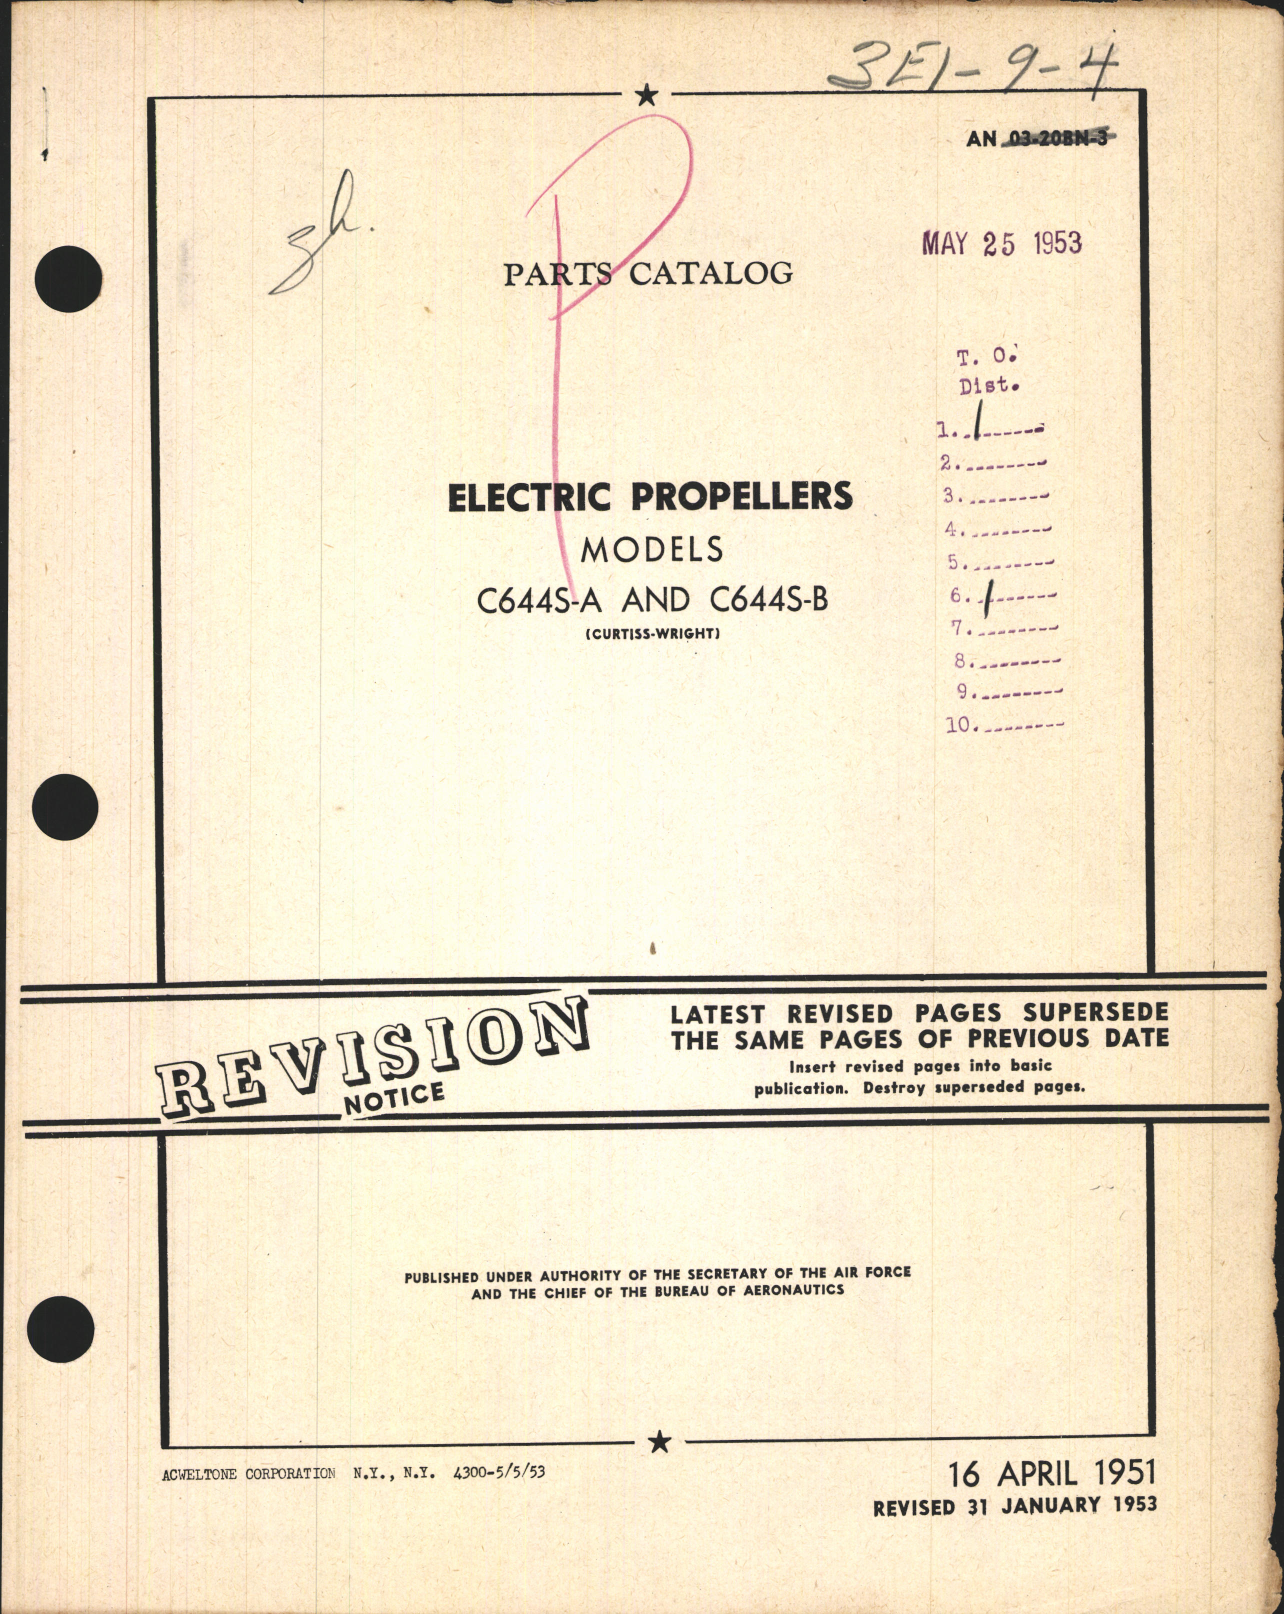 3E1-9-4
AN 03-20BN-3
MAY 25 1953
P
PARTS CATALOG
T. O.
Dist.
1. /
2.
3.
4.
5.
6. /
7.
8.
9.
10.
ELECTRIC PROPELLERS
MODELS
C644S-A AND C644S-B
(CURTISS-WRIGHT)
REVISION
NOTICE
LATEST REVISED PAGES SUPERSEDE
THE SAME PAGES OF PREVIOUS DATE
Insert revised pages into basic
publication. Destroy superseded pages.
PUBLISHED UNDER AUTHORITY OF THE SECRETARY OF THE AIR FORCE
AND THE CHIEF OF THE BUREAU OF AERONAUTICS
ACWELTONE CORPORATION N.Y., N.Y. 4300-5/5/53
16 APRIL 1951
REVISED 31 JANUARY 1953